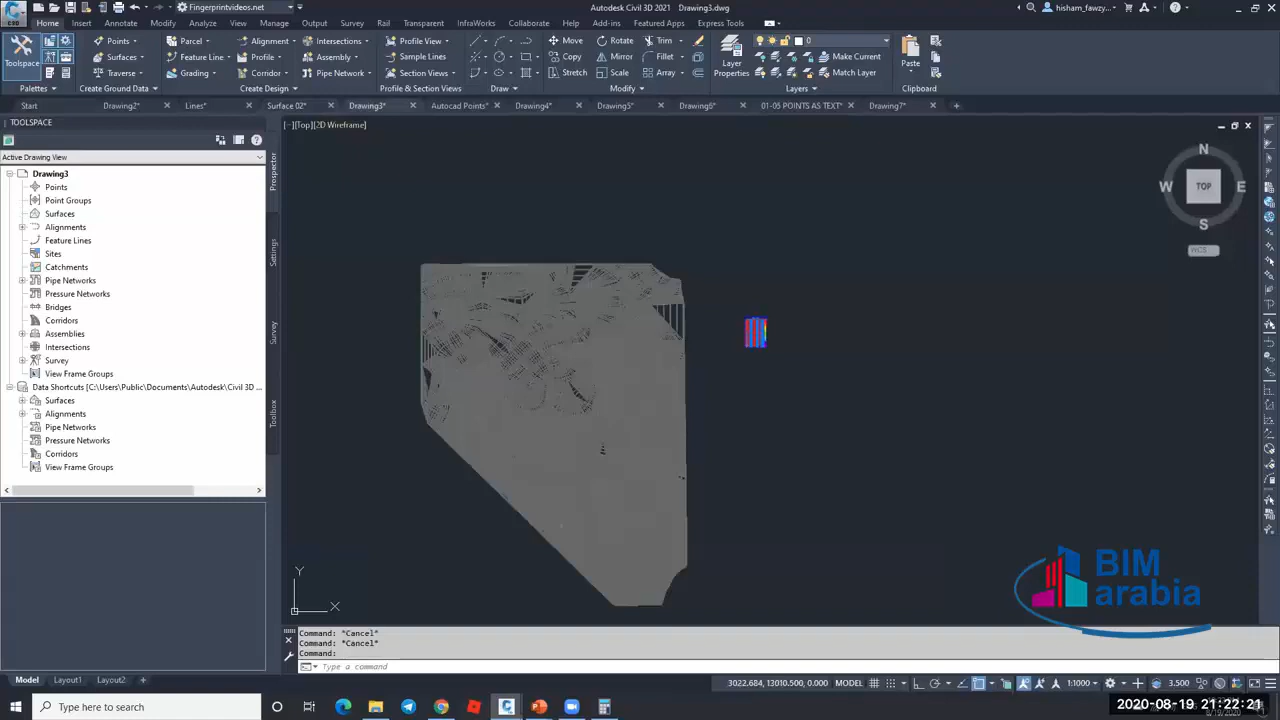 Fingerprintvideos.net
Autodesk Civil 3D 2021 Drawing3.dwg
hisham_fawzy...
Home Insert Annotate Modify Analyze View Manage Output Survey Rail Transparent InfraWorks Collaborate Help Add-ins Featured Apps Express Tools
Toolspace
Points
Surfaces
Traverse
Parcel
Feature Line
Grading
Alignment
Profile
Corridor
Intersections
Assembly
Pipe Network
Profile View
Sample Lines
Section Views
Move
Copy
Stretch
Rotate
Mirror
Scale
Trim
Fillet
Array
Layer Properties
0
Make Current
Match Layer
Paste
Palettes Create Ground Data Create Design Profile & Section Views Draw Modify Layers Clipboard
Start Drawing2* Lines* Surface 02* Drawing3* Autocad Points* Drawing4* Drawing5* Drawing6* 01-05 POINTS AS TEXT* Drawing7*
TOOLSPACE
Active Drawing View
Drawing3
Points
Point Groups
Surfaces
Alignments
Feature Lines
Sites
Catchments
Pipe Networks
Pressure Networks
Bridges
Corridors
Assemblies
Intersections
Survey
View Frame Groups
Data Shortcuts [C:\Users\Public\Documents\Autodesk\Civil 3D ...
Surfaces
Alignments
Pipe Networks
Pressure Networks
Corridors
View Frame Groups
Prospector
Settings
Survey
Toolbox
[−][Top][2D Wireframe]
N
W TOP E
S
WCS
Y
X
BIM
arabia
Command: *Cancel*
Command: *Cancel*
Command:
Type a command
Model Layout1 Layout2
3022.684, 13010.500, 0.000 MODEL 1:1000 3.500
Type here to search
2020-08-19 21:22:21